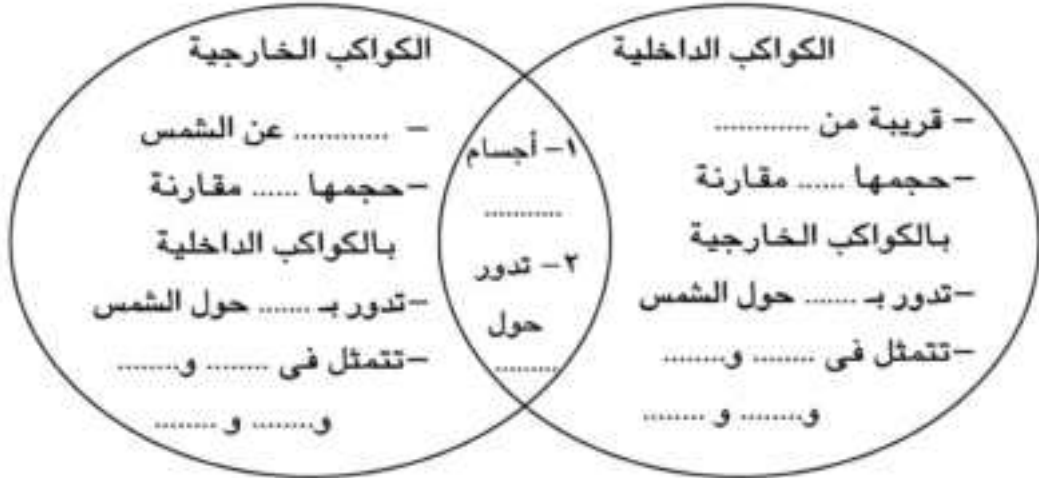 الكواكب الداخلية
- قريبة من ............
-حجمها ...... مقارنة
بالكواكب الخارجية
-تدور بـ ....... حول الشمس
-تتمثل فى ........ و........
و........ و ........
١- أجسام
...........
٢- تدور
حول
.........
الكواكب الخارجية
- ............ عن الشمس
-حجمها ...... مقارنة
بالكواكب الداخلية
-تدور بـ ....... حول الشمس
-تتمثل فى ........ و........
و........ و ........